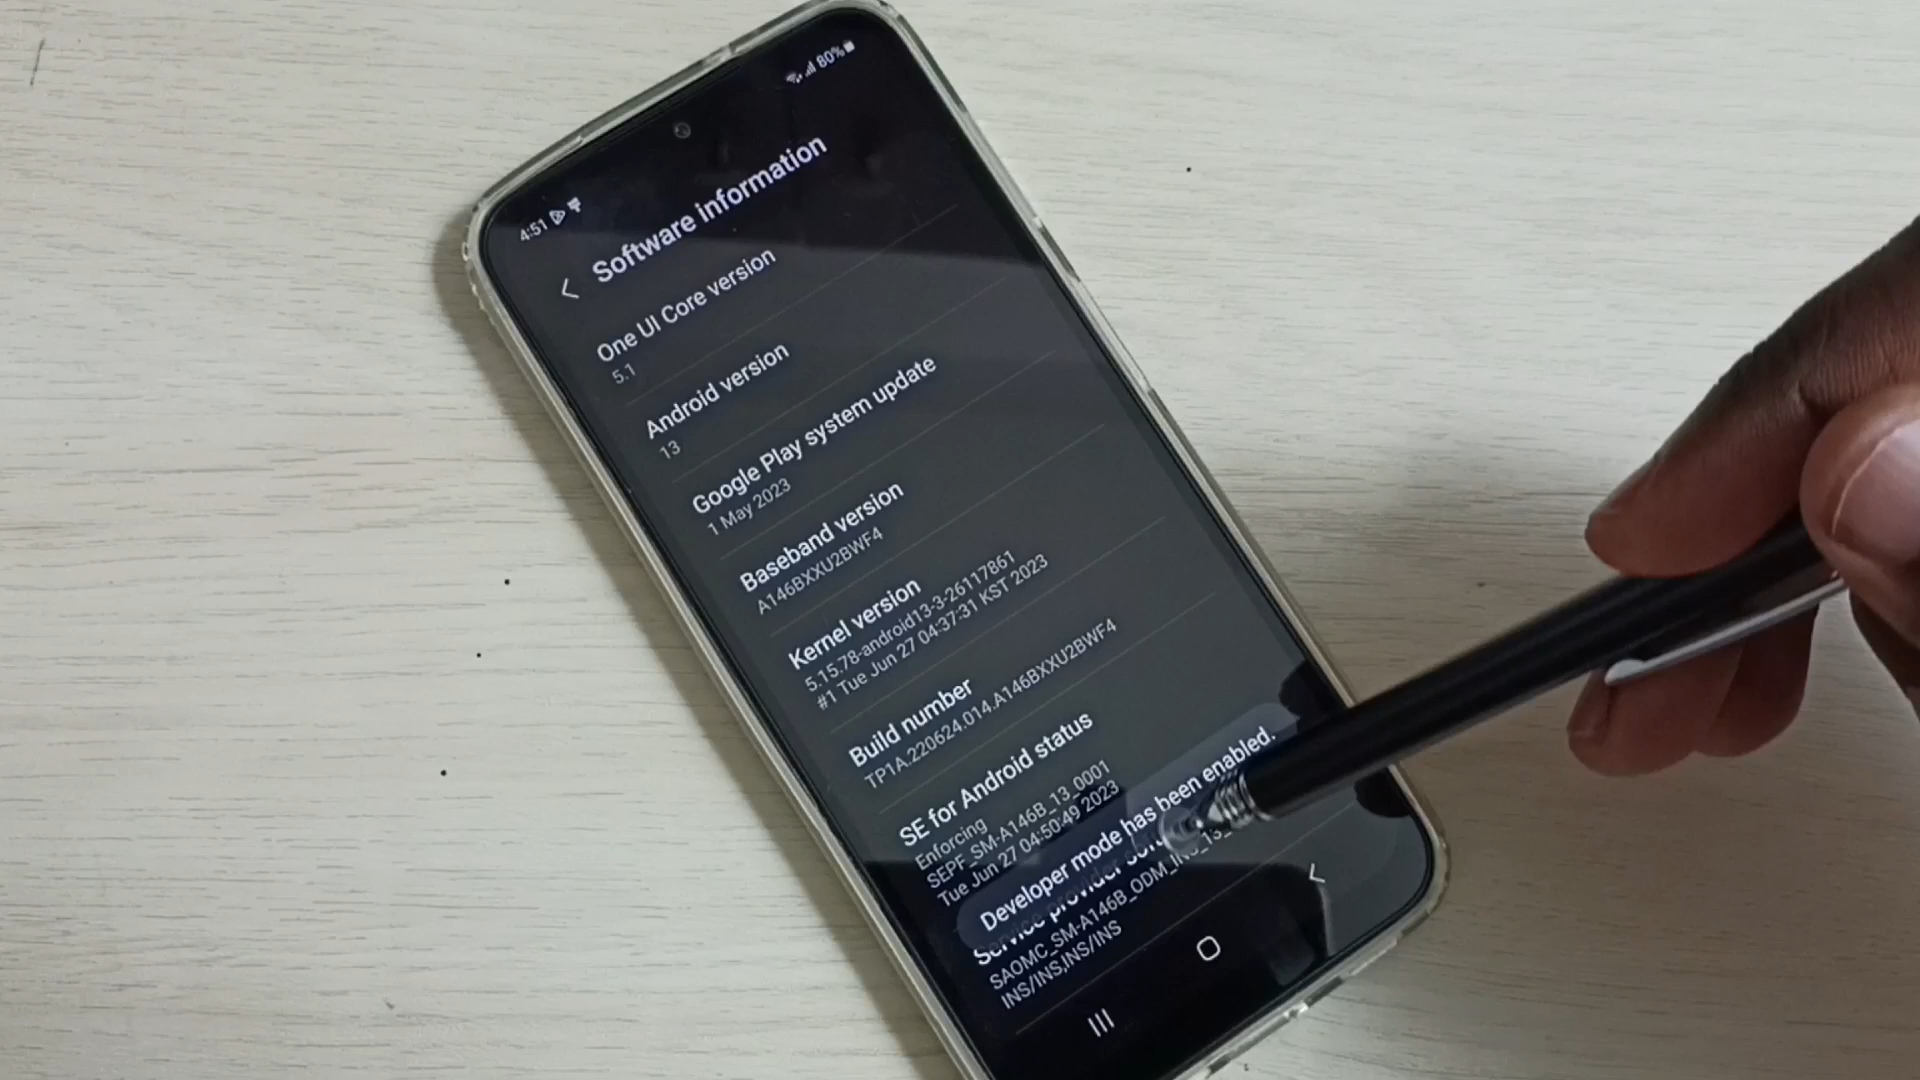 4:51
80%
Software information
One UI Core version
5.1
Android version
13
Google Play system update
1 May 2023
Baseband version
A146BXXU2BWF4
Kernel version
5.15.78-android13-3-26117861
#1 Tue Jun 27 04:37:31 KST 2023
Build number
TP1A.220624.014.A146BXXU2BWF4
SE for Android status
Enforcing
SEPF_SM-A146B_13_0001
Tue Jun 27 04:50:49 2023
Developer mode has been enabled.
Service provider
SAOMC_SM-A146B_ODM_INS_13_
INS/INS,INS/INS